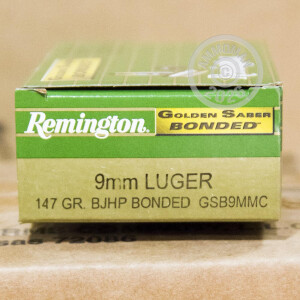 Remington
GOLDEN SABER
BONDED
9mm LUGER
147 GR. BJHP BONDED GSB9MMC